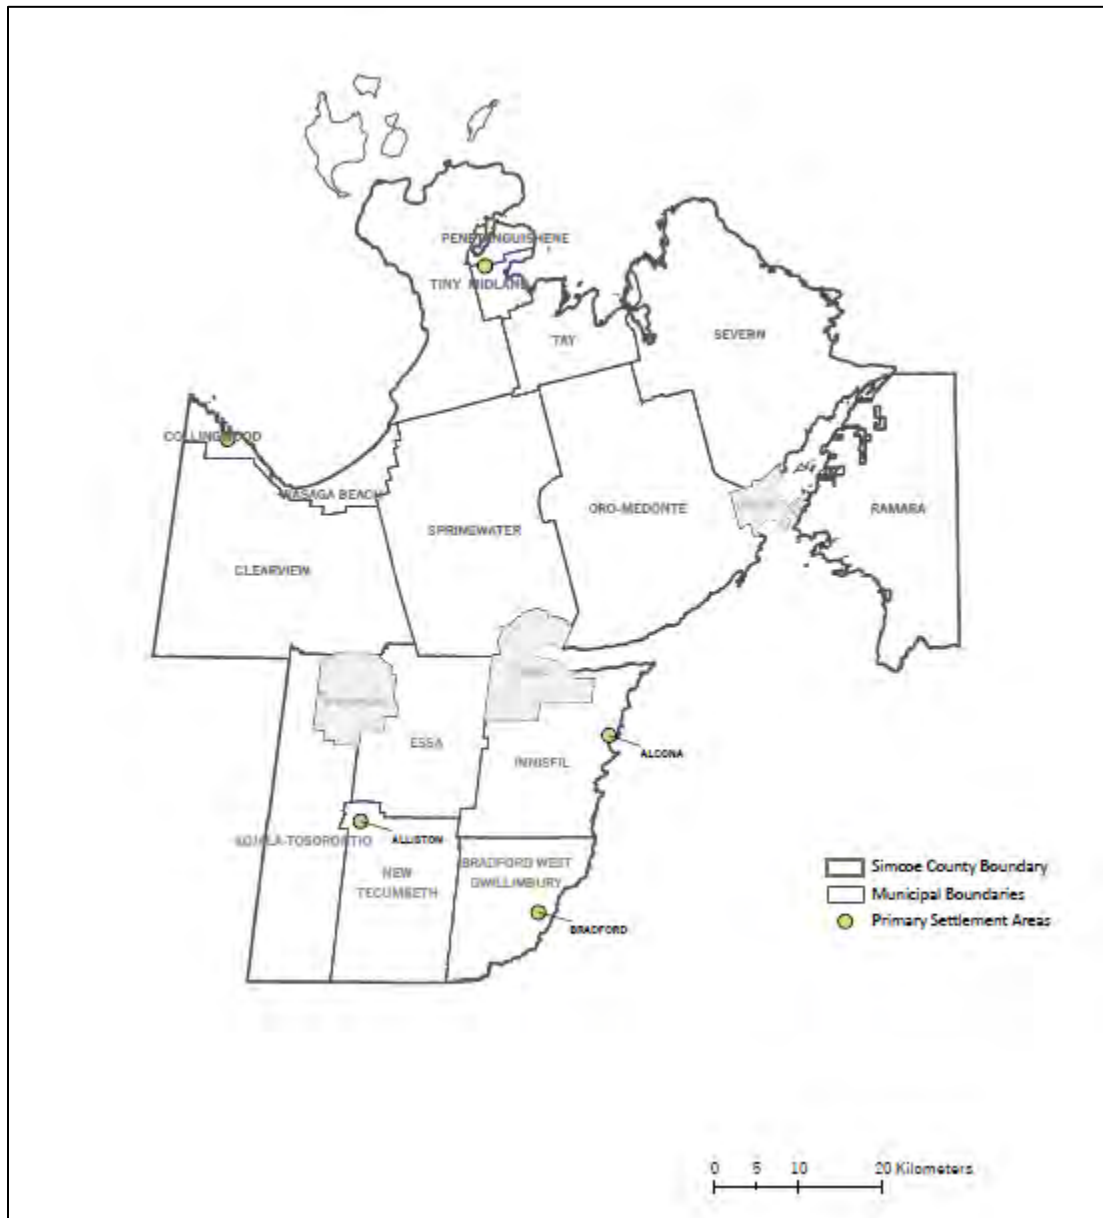 PENETANGUISHENE
TINY MIDLAND
TAY
SEVERN
COLLINGWOOD
WASAGA BEACH
SPRINGWATER
ORO-MEDONTE
RAMARA
CLEARVIEW
ESSA
INNISFIL
ALCONA
ALLISTON
NEW
TECUMSETH
BRADFORD WEST
GWILLIMBURY
BRADFORD
Simcoe County Boundary
Municipal Boundaries
Primary Settlement Areas
0 5 10 20 Kilometers